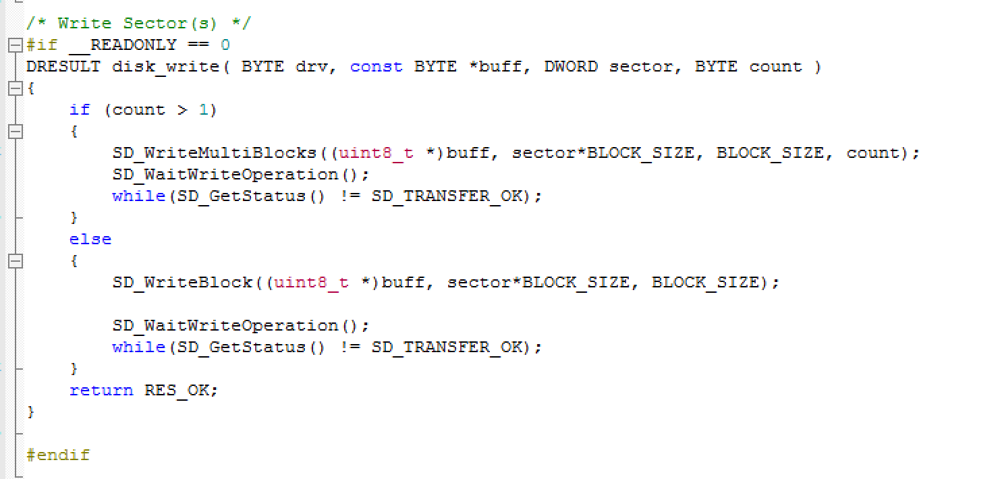 /* Write Sector(s) */
#if __READONLY == 0
DRESULT disk_write( BYTE drv, const BYTE *buff, DWORD sector, BYTE count )
{
    if (count > 1)
    {
        SD_WriteMultiBlocks((uint8_t *)buff, sector*BLOCK_SIZE, BLOCK_SIZE, count);
        SD_WaitWriteOperation();
        while(SD_GetStatus() != SD_TRANSFER_OK);
    }
    else
    {
        SD_WriteBlock((uint8_t *)buff, sector*BLOCK_SIZE, BLOCK_SIZE);

        SD_WaitWriteOperation();
        while(SD_GetStatus() != SD_TRANSFER_OK);
    }
    return RES_OK;
}

#endif